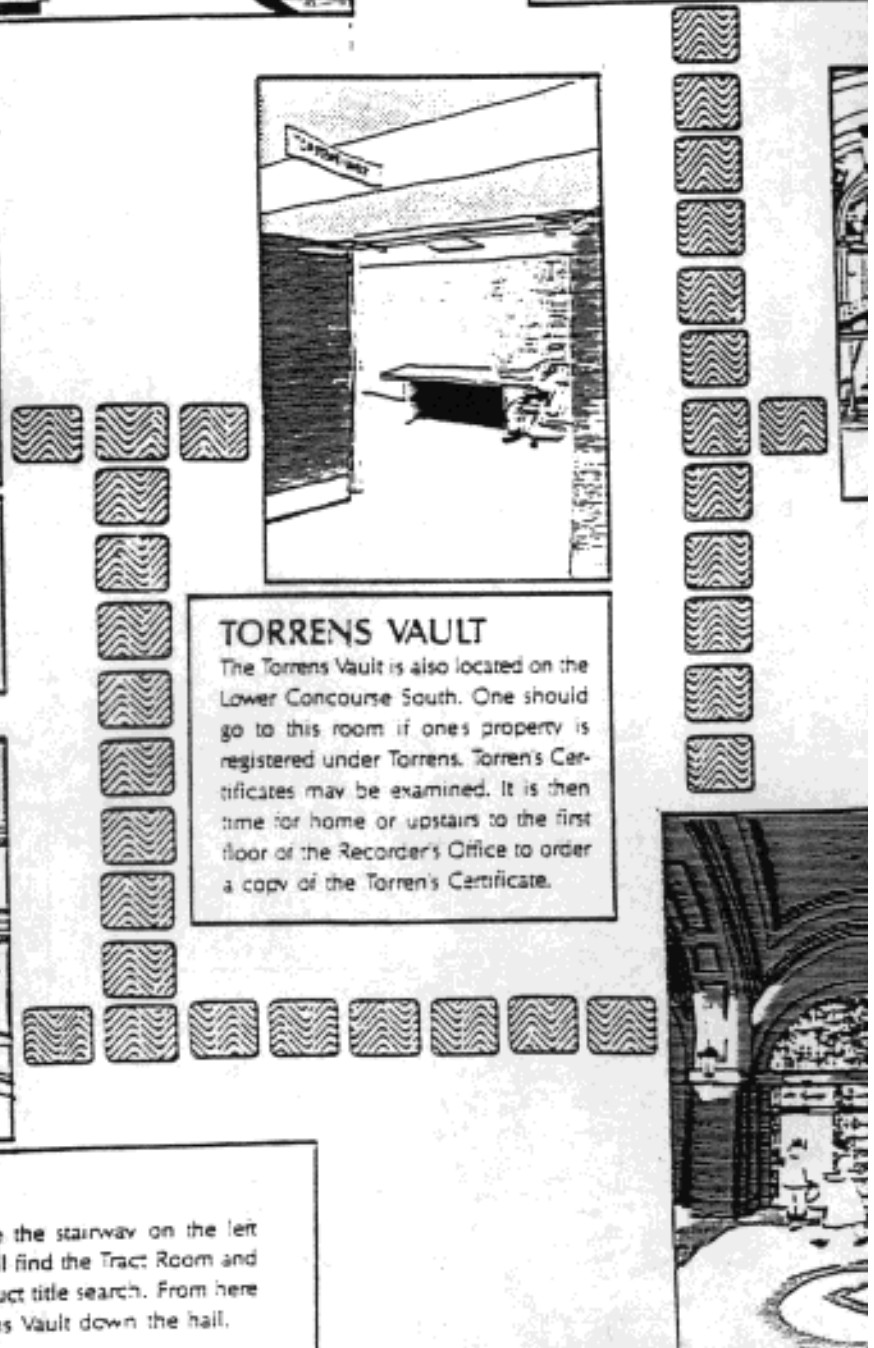 TORRENS VAULT
The Torrens Vault is also located on the
Lower Concourse South. One should
go to this room if one's property is
registered under Torrens. Torren's Cer-
tificates may be examined. It is then
time for home or upstairs to the first
floor of the Recorder's Office to order
a copy of the Torren's Certificate.
the stairway on the left
find the Tract Room and
title search. From here
Vault down the hall.